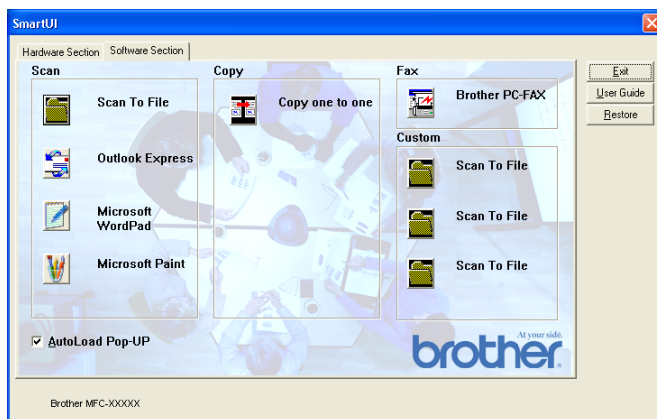 SmartUI
Hardware Section
Software Section
Scan
Scan To File
Outlook Express
Microsoft
WordPad
Microsoft Paint
Copy
Copy one to one
Fax
Brother PC-FAX
Custom
Scan To File
Scan To File
Scan To File
Exit
User Guide
Restore
AutoLoad Pop-UP
At your side.
brother
Brother MFC-XXXXX